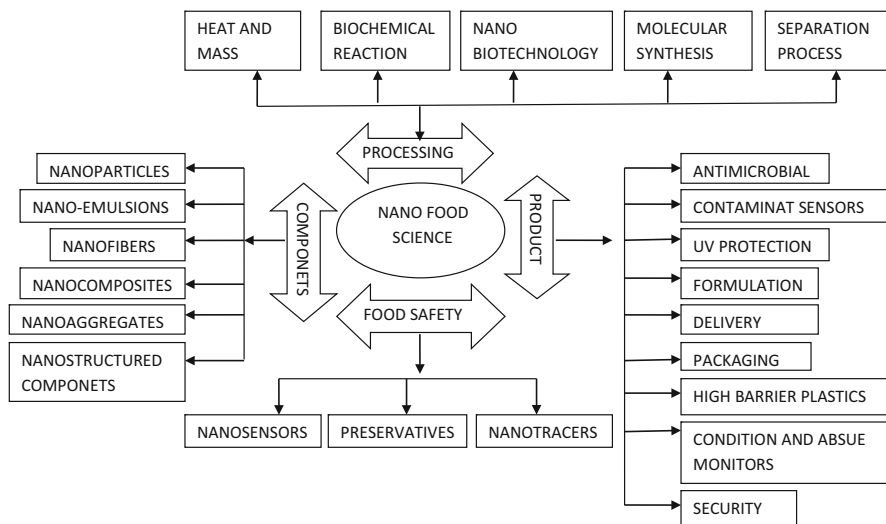 HEAT AND
MASS
BIOCHEMICAL
REACTION
NANO
BIOTECHNOLOGY
MOLECULAR
SYNTHESIS
SEPARATION
PROCESS
PROCESSING
NANOPARTICLES
NANO-EMULSIONS
NANOFIBERS
NANOCOMPOSITES
NANOAGGREGATES
NANOSTRUCTURED
COMPONETS
COMPONETS
NANO FOOD
SCIENCE
PRODUCT
FOOD SAFETY
NANOSENSORS
PRESERVATIVES
NANOTRACERS
ANTIMICROBIAL
CONTAMINAT SENSORS
UV PROTECTION
FORMULATION
DELIVERY
PACKAGING
HIGH BARRIER PLASTICS
CONDITION AND ABSUE
MONITORS
SECURITY